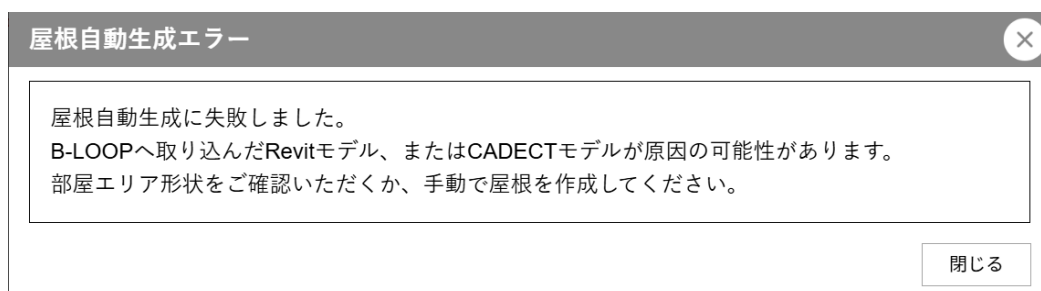 屋根自動生成エラー
屋根自動生成に失敗しました。
B-LOOPへ取り込んだRevitモデル、またはCADECTモデルが原因の可能性があります。
部屋エリア形状をご確認いただくか、手動で屋根を作成してください。
閉じる